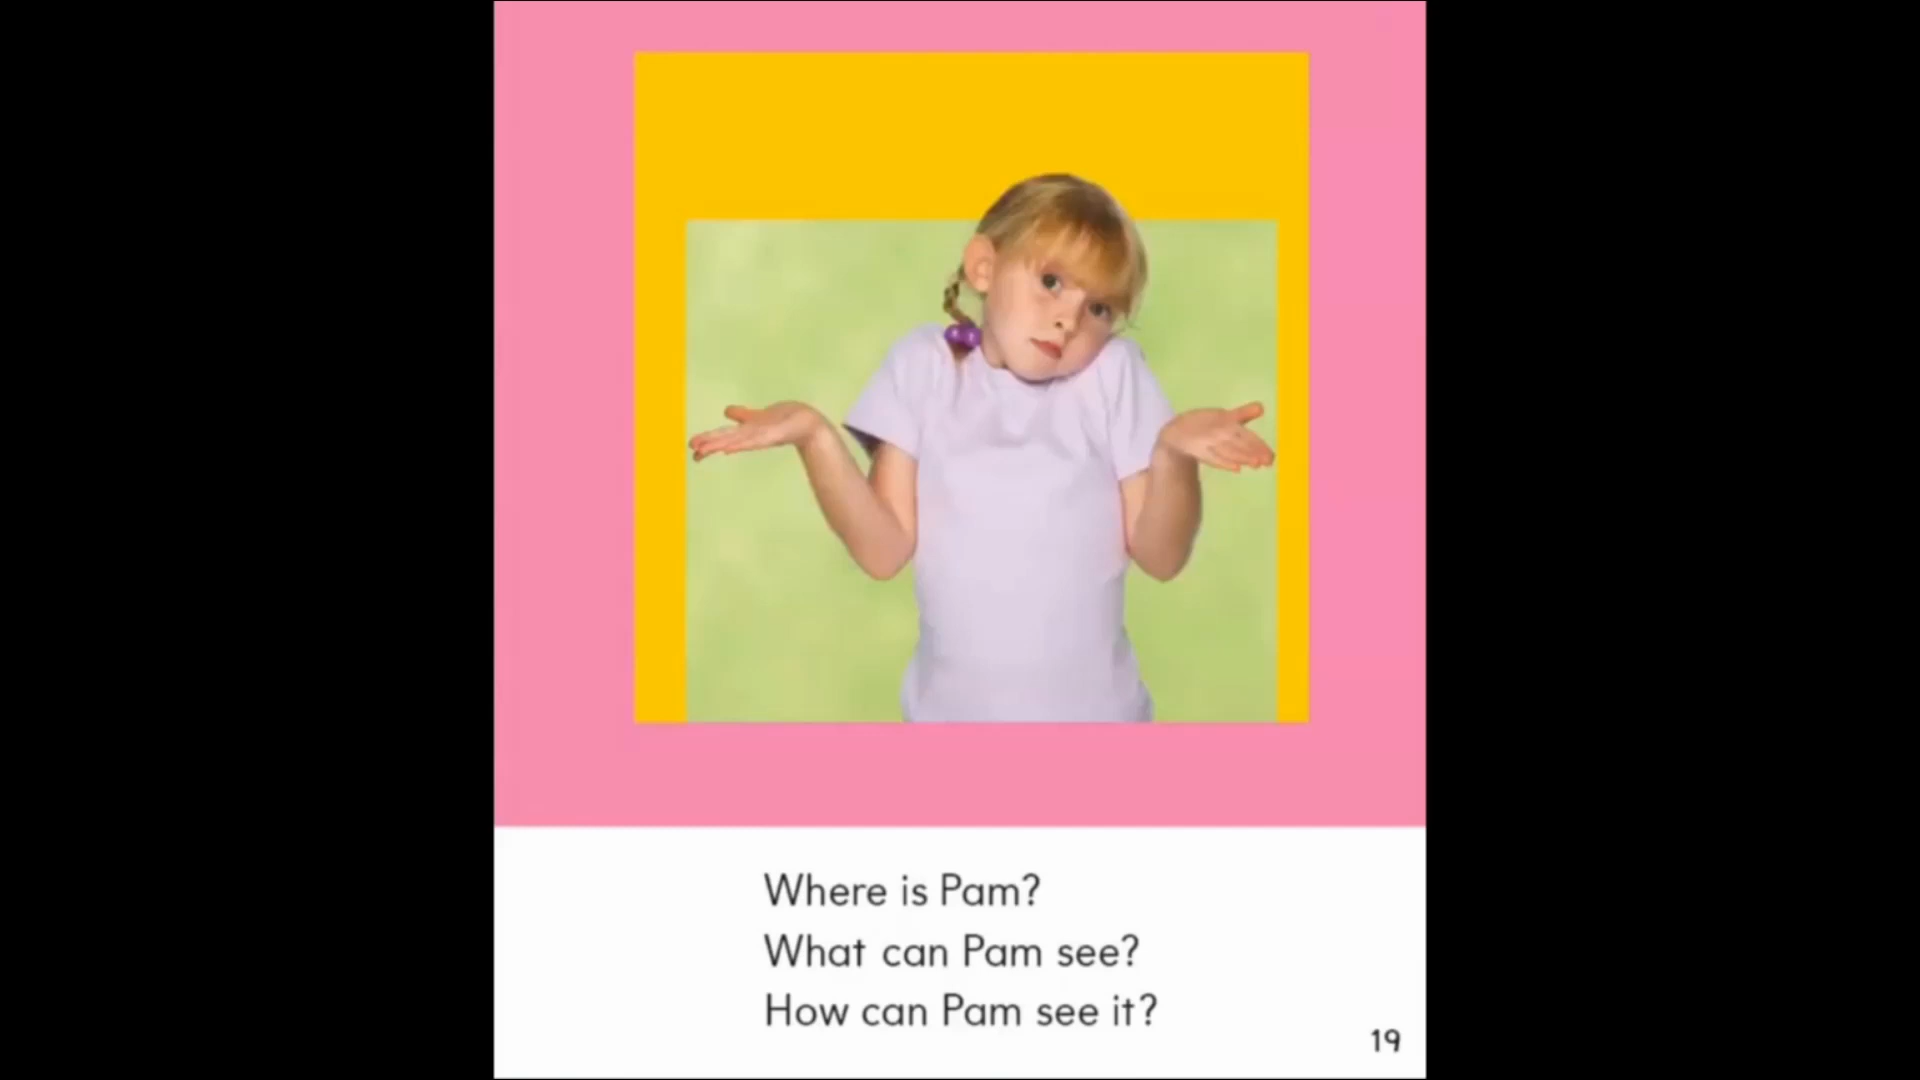 Where is Pam?
What can Pam see?
How can Pam see it?
19